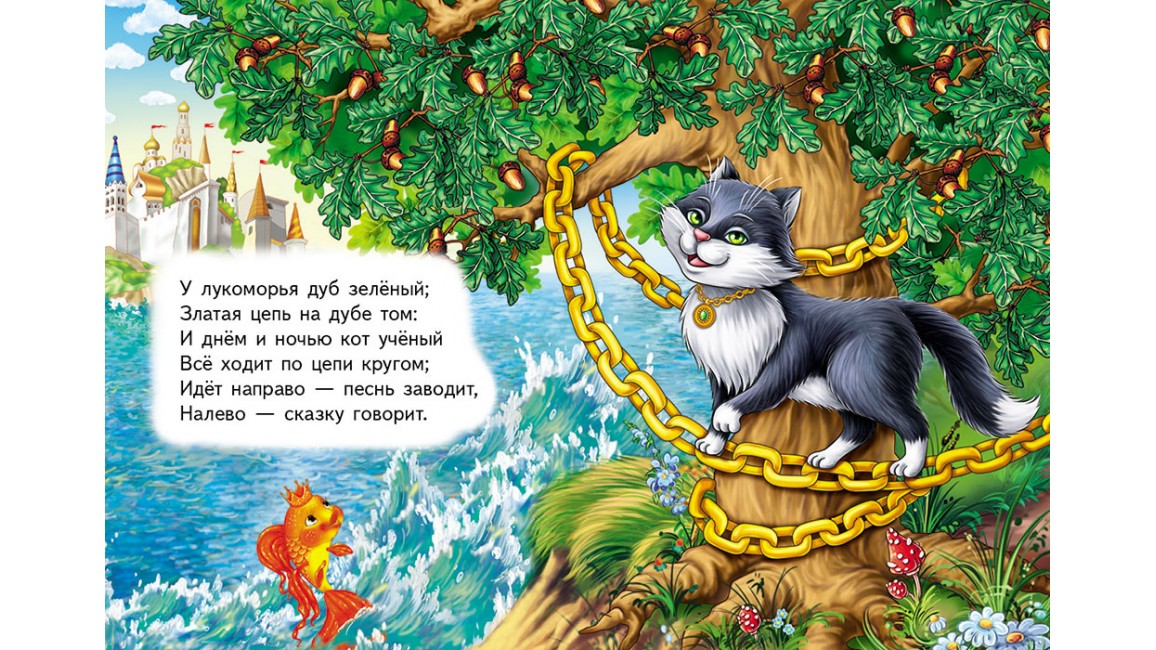 У лукоморья дуб зелёный;
Златая цепь на дубе том:
И днём и ночью кот учёный
Всё ходит по цепи кругом;
Идёт направо — песнь заводит,
Налево — сказку говорит.